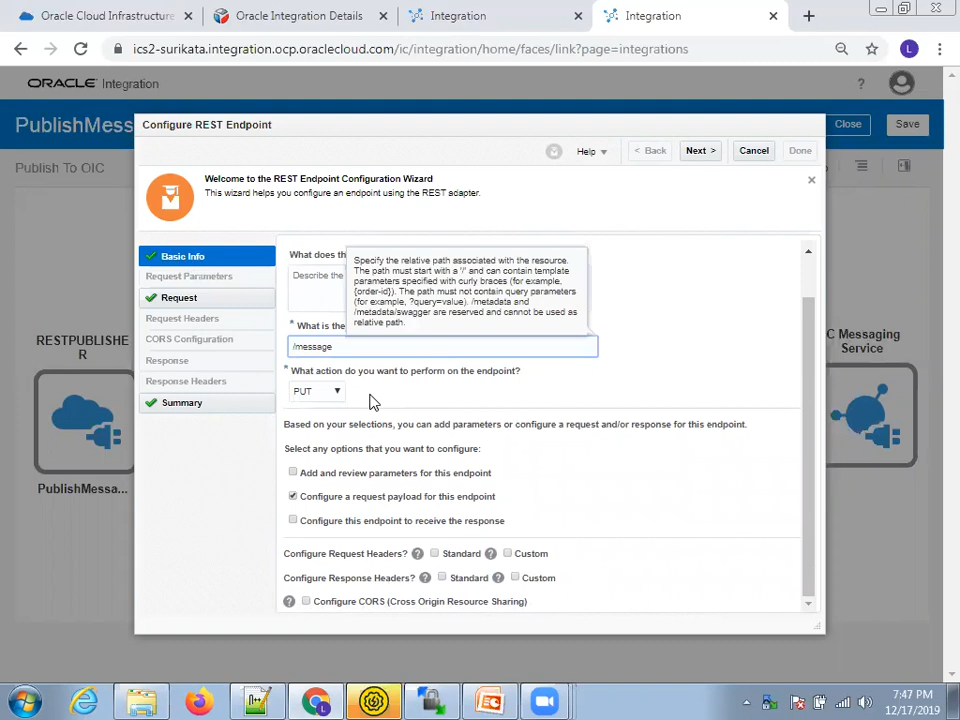 Oracle Cloud Infrastructure
Oracle Integration Details
Integration
Integration
ics2-surikata.integration.ocp.oraclecloud.com/ic/integration/home/faces/link?page=integrations
L
ORACLE Integration
?
PublishMess
Close
Save
Publish To OIC
Configure REST Endpoint
Help
< Back
Next >
Cancel
Done
Welcome to the REST Endpoint Configuration Wizard
This wizard helps you configure an endpoint using the REST adapter.
Basic Info
Request Parameters
Request
Request Headers
CORS Configuration
Response
Response Headers
Summary
What does th
Describe the
Specify the relative path associated with the resource.
The path must start with a '/' and can contain template
parameters specified with curly braces (for example,
{order-id}). The path must not contain query parameters
(for example, ?query=value). /metadata and
/metadata/swagger are reserved and cannot be used as
relative path.
* What is the
/message
* What action do you want to perform on the endpoint?
PUT
Based on your selections, you can add parameters or configure a request and/or response for this endpoint.
Select any options that you want to configure:
Add and review parameters for this endpoint
Configure a request payload for this endpoint
Configure this endpoint to receive the response
Configure Request Headers? ? Standard ? Custom
Configure Response Headers? ? Standard ? Custom
? Configure CORS (Cross Origin Resource Sharing)
RESTPUBLISHE
R
PublishMessa...
C Messaging
Service
7:47 PM
12/17/2019